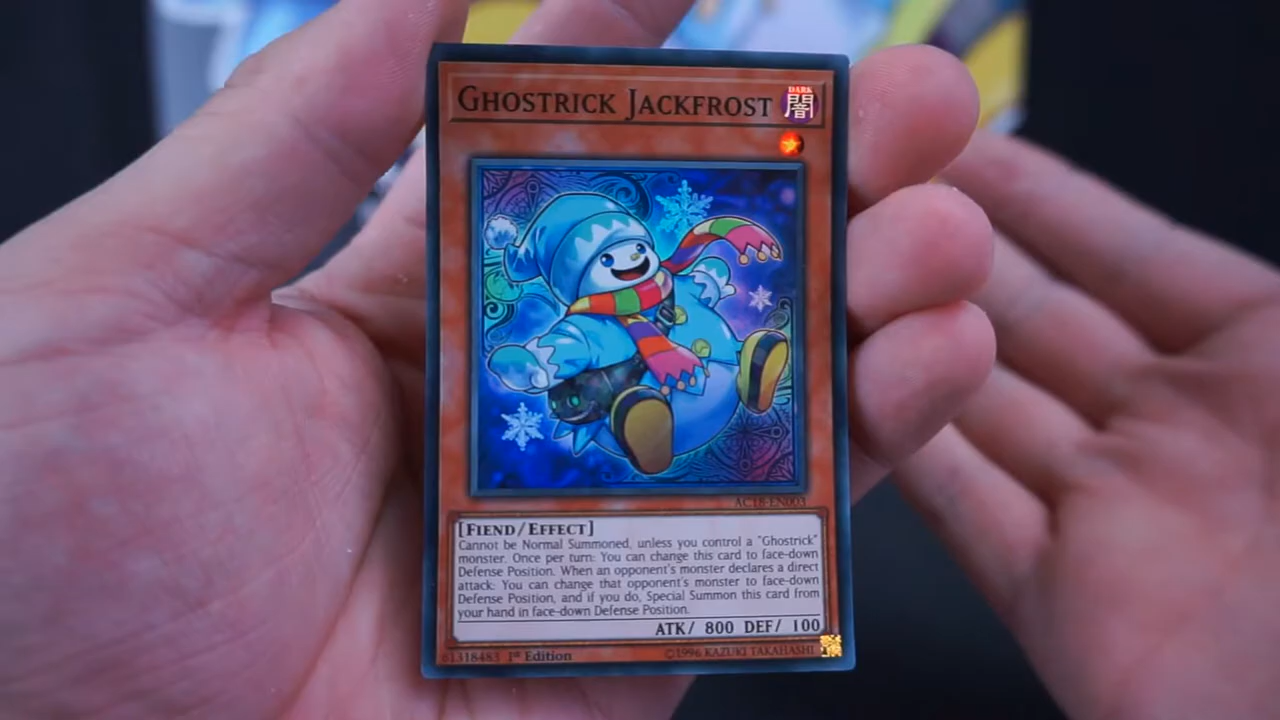 GHOSTRICK JACKFROST
DARK
闇
AC18-EN003
[FIEND/EFFECT]
Cannot be Normal Summoned, unless you control a "Ghostrick"
monster. Once per turn: You can change this card to face-down
Defense Position. When an opponent's monster declares a direct
attack: You can change that opponent's monster to face-down
Defense Position, and if you do, Special Summon this card from
your hand in face-down Defense Position.
ATK/ 800 DEF/ 100
61318483 1st Edition
©1996 KAZUKI TAKAHASHI